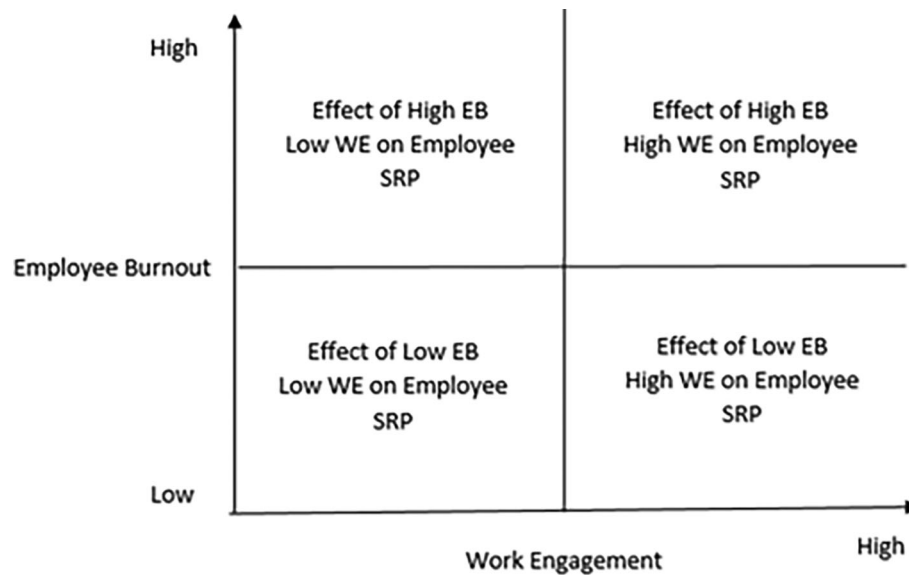 High
Effect of High EB
Low WE on Employee
SRP
Effect of High EB
High WE on Employee
SRP
Employee Burnout
Effect of Low EB
Low WE on Employee
SRP
Effect of Low EB
High WE on Employee
SRP
Low
Work Engagement
High